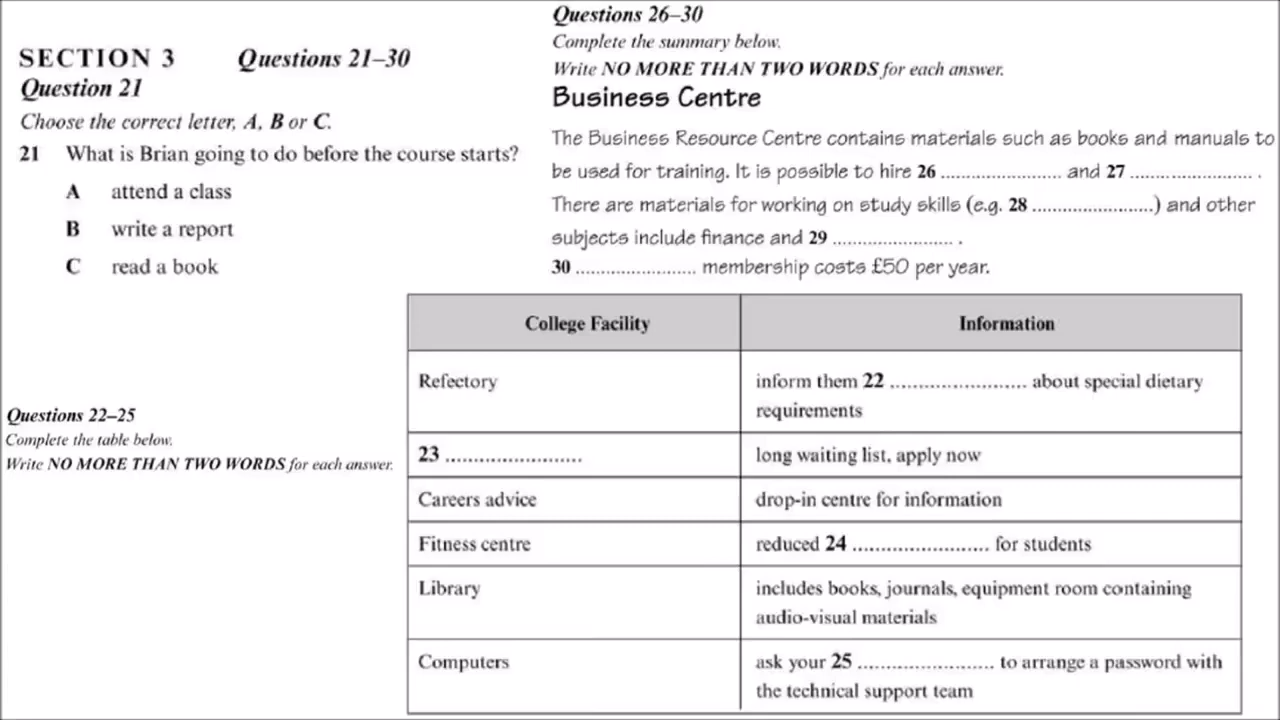 SECTION 3 Questions 21–30
Question 21
Choose the correct letter, A, B or C.
21 What is Brian going to do before the course starts?
A attend a class
B write a report
C read a book
Questions 26–30
Complete the summary below.
Write NO MORE THAN TWO WORDS for each answer.
Business Centre
The Business Resource Centre contains materials such as books and manuals to
be used for training. It is possible to hire 26 ........................ and 27 ........................ .
There are materials for working on study skills (e.g. 28 ........................) and other
subjects include finance and 29 ........................ .
30 ........................ membership costs £50 per year.
Questions 22–25
Complete the table below.
Write NO MORE THAN TWO WORDS for each answer.
College Facility Information
Refectory inform them 22 ........................ about special dietary
requirements
23 ........................ long waiting list, apply now
Careers advice drop-in centre for information
Fitness centre reduced 24 ........................ for students
Library includes books, journals, equipment room containing
audio-visual materials
Computers ask your 25 ........................ to arrange a password with
the technical support team